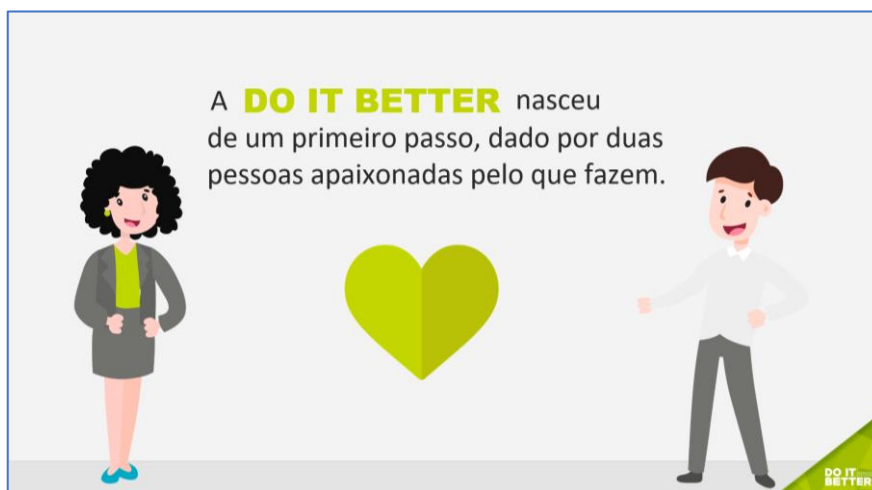 A DO IT BETTER nasceu
de um primeiro passo, dado por duas
pessoas apaixonadas pelo que fazem.
DO IT
BETTER